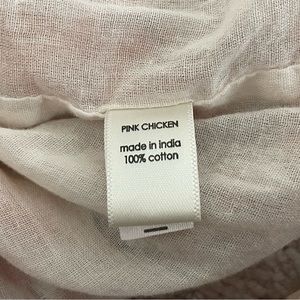 PINK CHICKEN
made in india
100% cotton